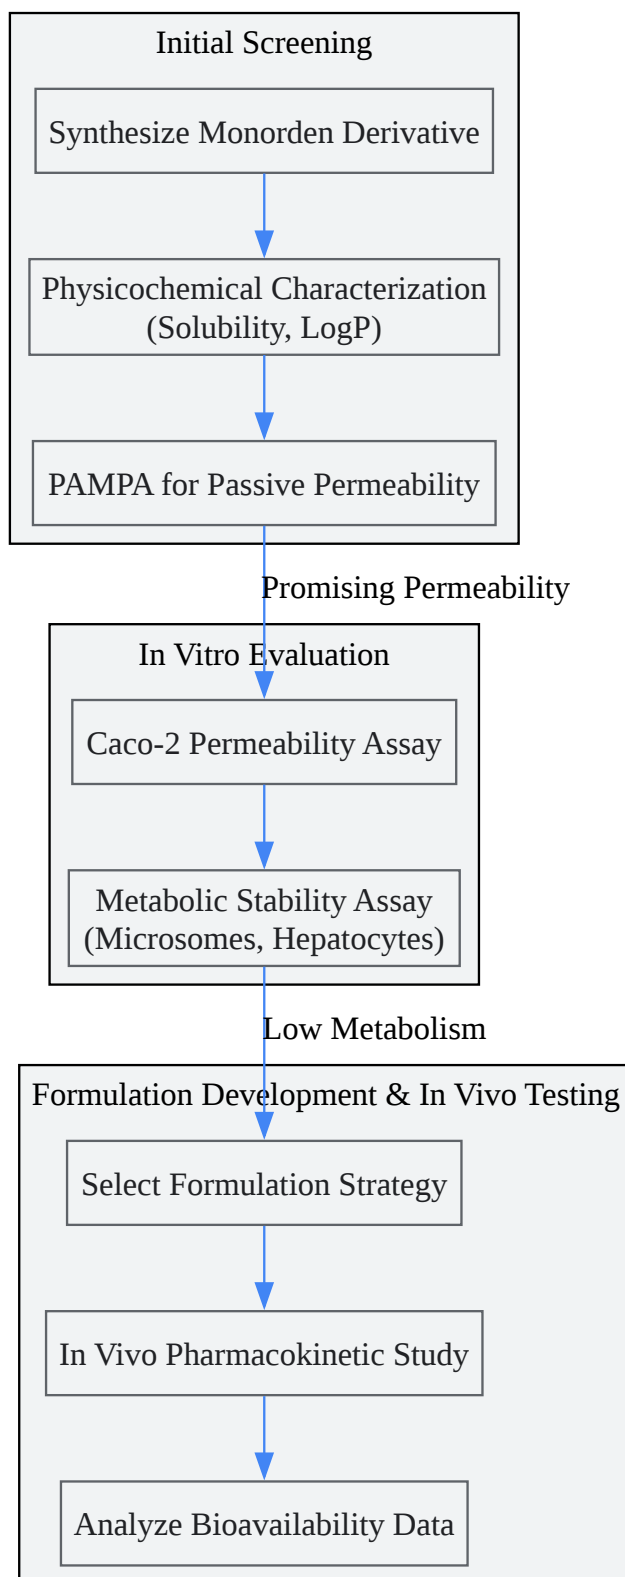 Initial Screening
Synthesize Monorden Derivative
Physicochemical Characterization
(Solubility, LogP)
PAMPA for Passive Permeability
Promising Permeability
In Vitro Evaluation
Caco-2 Permeability Assay
Metabolic Stability Assay
(Microsomes, Hepatocytes)
Low Metabolism
Formulation Development & In Vivo Testing
Select Formulation Strategy
In Vivo Pharmacokinetic Study
Analyze Bioavailability Data